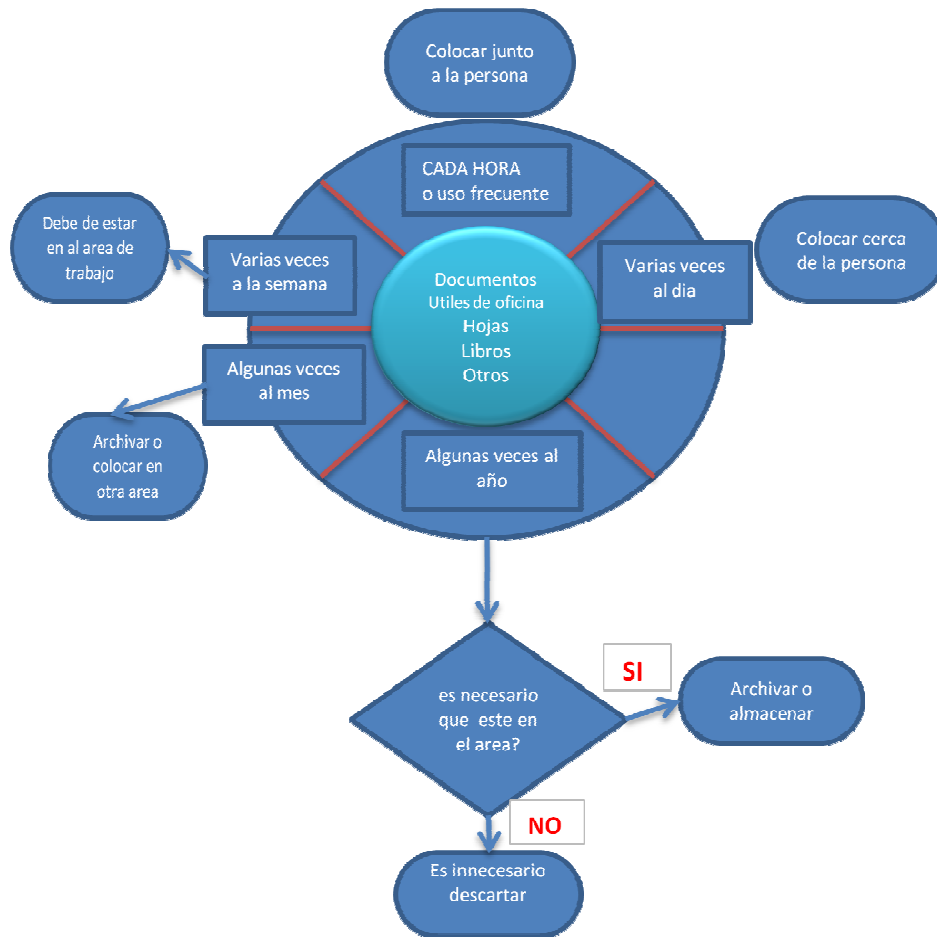 Colocar junto
a la persona
CADA HORA
o uso frecuente
Debe de estar
en al area de
trabajo
Varias veces
a la semana
Documentos
Utiles de oficina
Hojas
Libros
Otros
Varias veces
al dia
Colocar cerca
de la persona
Algunas veces
al mes
Archivar o
colocar en
otra area
Algunas veces al
año
es necesario
que este en
el area?
SI
Archivar o
almacenar
NO
Es innecesario
descartar